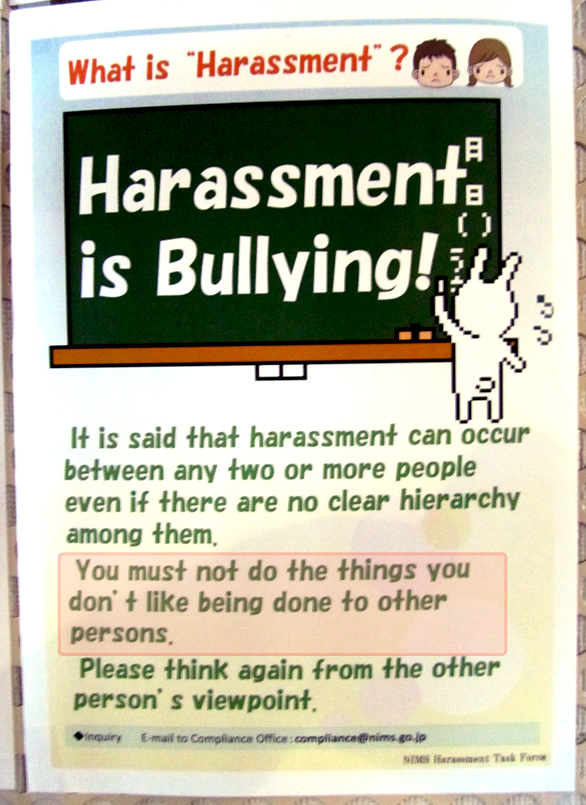 What is "Harassment"?
Harassment
is Bullying!
月
日
( )
It is said that harassment can occur
between any two or more people
even if there are no clear hierarchy
among them.
You must not do the things you
don't like being done to other
persons.
Please think again from the other
person's viewpoint.
◆Inquiry E-mail to Compliance Office : compliance@nims.go.jp
NIMS Harassment Task Force